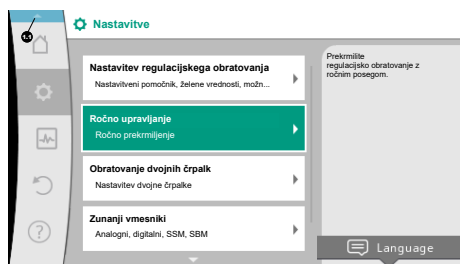 1.1
Nastavitve
Nastavitev regulacijskega obratovanja
Nastavitveni pomočnik, želene vrednosti, možn...
Ročno upravljanje
Ročno prekrmiljenje
Obratovanje dvojnih črpalk
Nastavitev dvojne črpalke
Zunanji vmesniki
Analogni, digitalni, SSM, SBM
Prekrmilite
regulacijsko obratovanje z
ročnim posegom.
Language